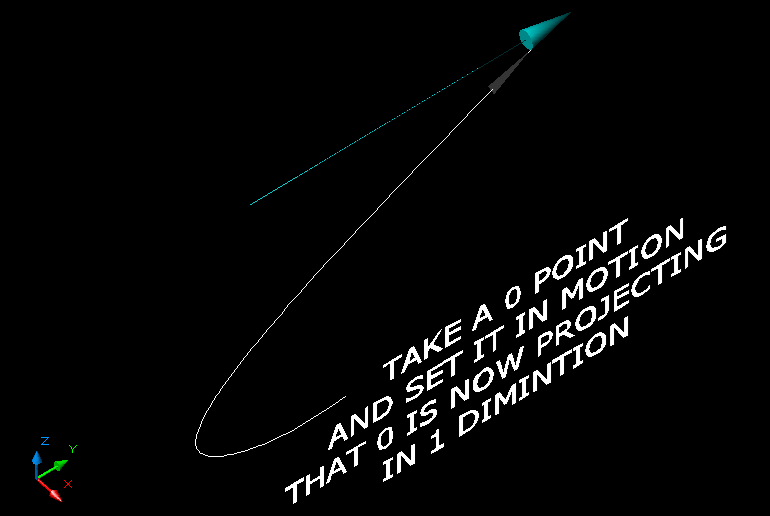 TAKE A 0 POINT
AND SET IT IN MOTION
THAT 0 IS NOW PROJECTING
IN 1 DIMINTION
Z
Y
X